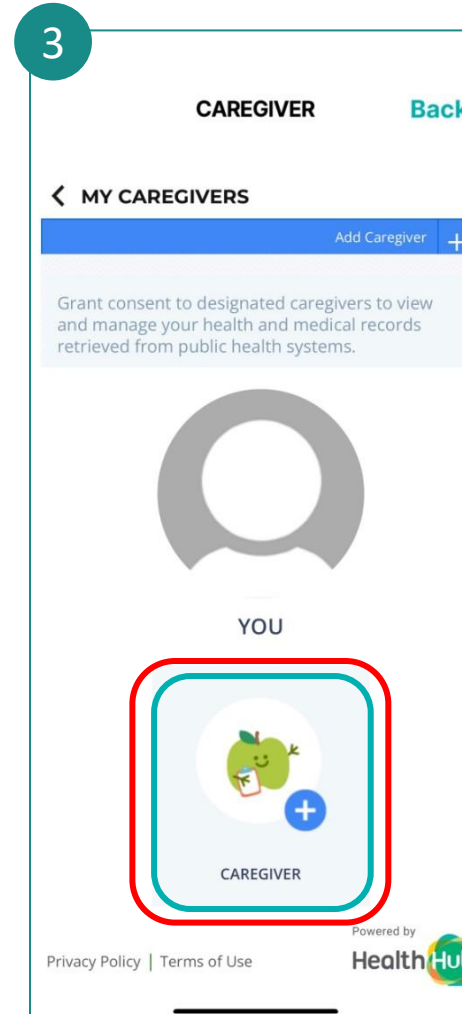 3
CAREGIVER Back
MY CAREGIVERS
Add Caregiver +
Grant consent to designated caregivers to view
and manage your health and medical records
retrieved from public health systems.
YOU
CAREGIVER
Powered by
Privacy Policy | Terms of Use HealthHub